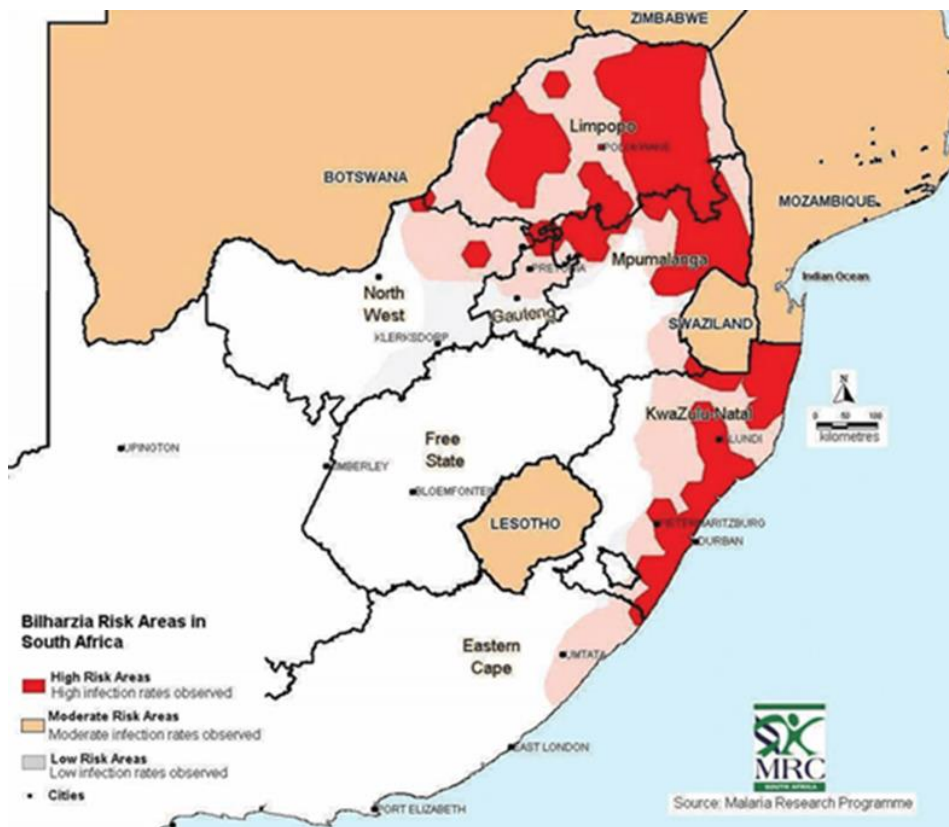 ZIMBABWE
Limpopo
BOTSWANA
MOZAMBIQUE
PRETORIA
Mpumalanga
Indian Ocean
North
West
Gauteng
SWAZILAND
KLERKSDORP
N
0 50 100
kilometres
KwaZulu-Natal
Free
State
UPINGTON
BLOEMFONTEIN
LESOTHO
PIETERMARITZBURG
DURBAN
Eastern
Cape
UMTATA
EAST LONDON
PORT ELIZABETH
Bilharzia Risk Areas in
South Africa
High Risk Areas
High infection rates observed
Moderate Risk Areas
Moderate infection rates observed
Low Risk Areas
Low infection rates observed
Cities
MRC
SOUTH AFRICA
Source: Malaria Research Programme